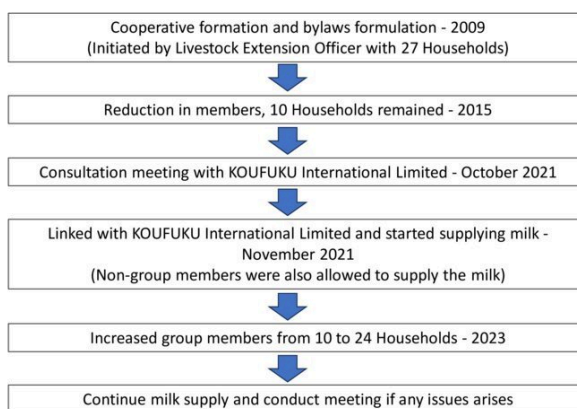 Cooperative formation and bylaws formulation - 2009
(Initiated by Livestock Extension Officer with 27 Households)
Reduction in members, 10 Households remained - 2015
Consultation meeting with KOUFUKU International Limited - October 2021
Linked with KOUFUKU International Limited and started supplying milk -
November 2021
(Non-group members were also allowed to supply the milk)
Increased group members from 10 to 24 Households - 2023
Continue milk supply and conduct meeting if any issues arises